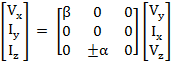 [Vx] = [β 0 0] [Vy]
[Iy] = [0 0 0] [Ix]
[Iz] = [0 ±α 0] [Vz]